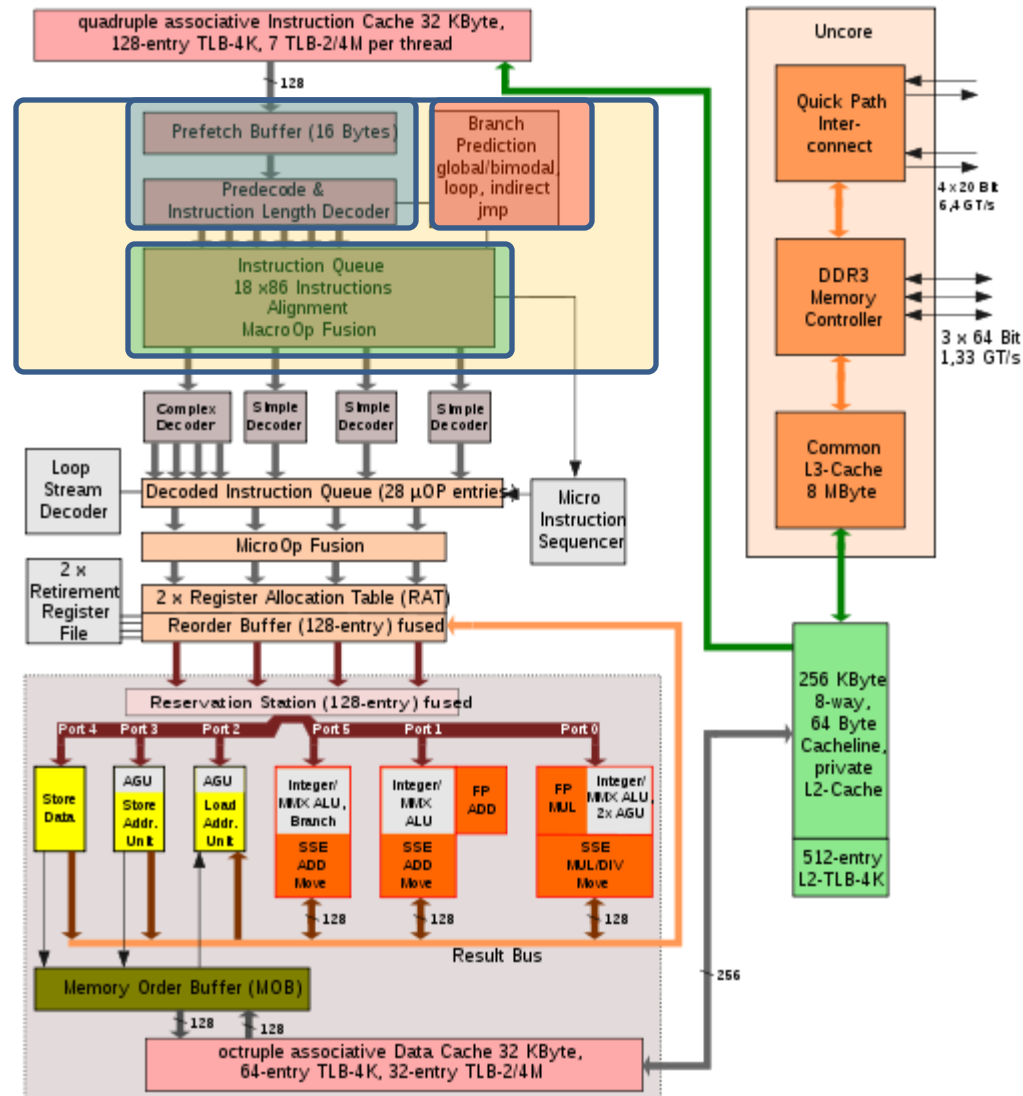 quadruple associative Instruction Cache 32 KByte,
128-entry TLB-4K, 7 TLB-2/4M per thread
128
Prefetch Buffer (16 Bytes)
Predecode &
Instruction Length Decoder
Branch
Prediction
global/bimodal,
loop, indirect
jmp
Instruction Queue
18 x86 Instructions
Alignment
MacroOp Fusion
Complex
Decoder
Simple
Decoder
Simple
Decoder
Simple
Decoder
Loop
Stream
Decoder
Decoded Instruction Queue (28 µOP entries)
Micro
Instruction
Sequencer
MicroOp Fusion
2 x
Retirement
Register
File
2 x Register Allocation Table (RAT)
Reorder Buffer (128-entry) fused
Reservation Station (128-entry) fused
Port 4
Port 3
Port 2
Port 5
Port 1
Port 0
Store
Data
AGU
Store
Addr.
Unit
AGU
Load
Addr.
Unit
Integer/
MMX ALU,
Branch
SSE
ADD
Move
Integer/
MMX
ALU
FP
ADD
SSE
ADD
Move
FP
MUL
Integer/
MMX ALU,
2x AGU
SSE
MUL/DIV
Move
128
128
128
Result Bus
Memory Order Buffer (MOB)
128
128
octruple associative Data Cache 32 KByte,
64-entry TLB-4K, 32-entry TLB-2/4M
256
Uncore
Quick Path
Inter-
connect
4 x 20 Bit
6,4 GT/s
DDR3
Memory
Controller
3 x 64 Bit
1,33 GT/s
Common
L3-Cache
8 MByte
256 KByte
8-way,
64 Byte
Cacheline,
private
L2-Cache
512-entry
L2-TLB-4K